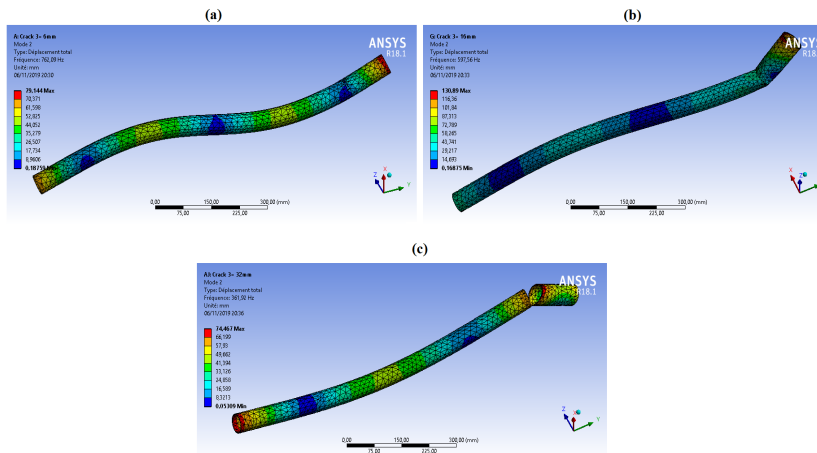 (a)
A: Crack 3= 6mm
Mode 2
Type: Déplacement total
Fréquence: 762,09 Hz
Unité: mm
06/11/2019 20:30
79,144 Max
70,371
61,598
52,825
44,052
35,279
26,507
17,734
8,9606
0,18759 Min
ANSYS
R18.1
X
Y
Z
0,00 150,00 300,00 (mm)
75,00 225,00
(b)
G: Crack 3= 16mm
Mode 2
Type: Déplacement total
Fréquence: 597,56 Hz
Unité: mm
06/11/2019 20:33
130,89 Max
116,36
101,84
87,313
72,789
58,265
43,741
29,217
14,693
0,16875 Min
ANSYS
R18.1
X
Z
Y
0,00 150,00 300,00 (mm)
75,00 225,00
(c)
Crack 3= 32mm
Mode 2
Type: Déplacement total
Fréquence: 361,92 Hz
Unité: mm
06/11/2019 20:36
74,467 Max
66,199
57,93
49,662
41,394
33,126
24,858
16,589
8,3213
0,05309 Min
ANSYS
R18.1
Z
Y
0,00 150,00 300,00 (mm)
75,00 225,00